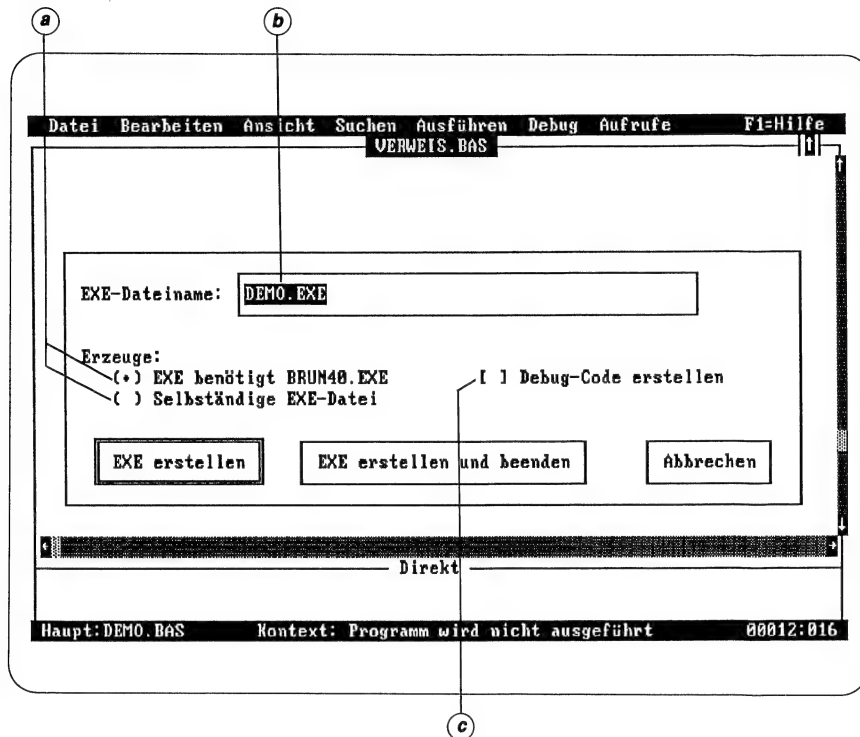 a b
Datei Bearbeiten Ansicht Suchen Ausführen Debug Aufrufe F1=Hilfe
VERWEIS.BAS
EXE-Dateiname: DEMO.EXE
Erzeuge:
(•) EXE benötigt BRUN40.EXE [ ] Debug-Code erstellen
( ) Selbständige EXE-Datei
EXE erstellen EXE erstellen und beenden Abbrechen
Direkt
Haupt:DEMO.BAS Kontext: Programm wird nicht ausgeführt 00012:016
c